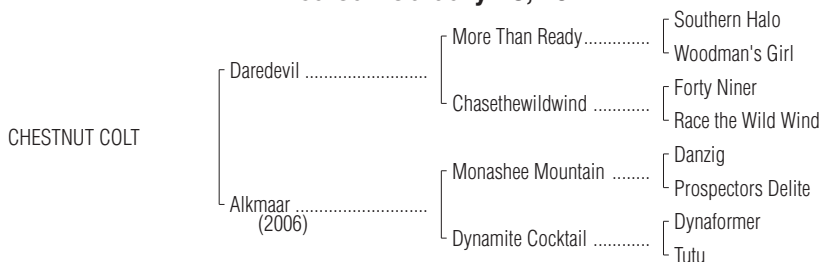 Southern Halo
More Than Ready..............
Woodman's Girl
Daredevil ..........................
Forty Niner
Chasethewildwind ............
Race the Wild Wind
CHESTNUT COLT
Danzig
Monashee Mountain ........
Prospectors Delite
Alkmaar ............................
(2006)
Dynaformer
Dynamite Cocktail ............
Tutu